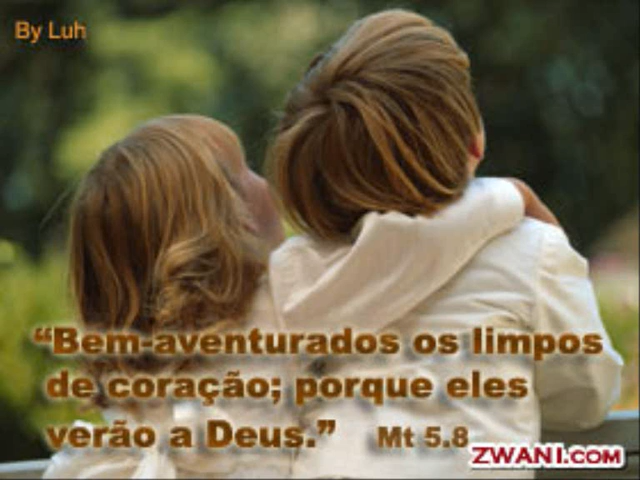 By Luh
“Bem-aventurados os limpos
de coração; porque eles
verão a Deus.” Mt 5.8
ZWANI.COM